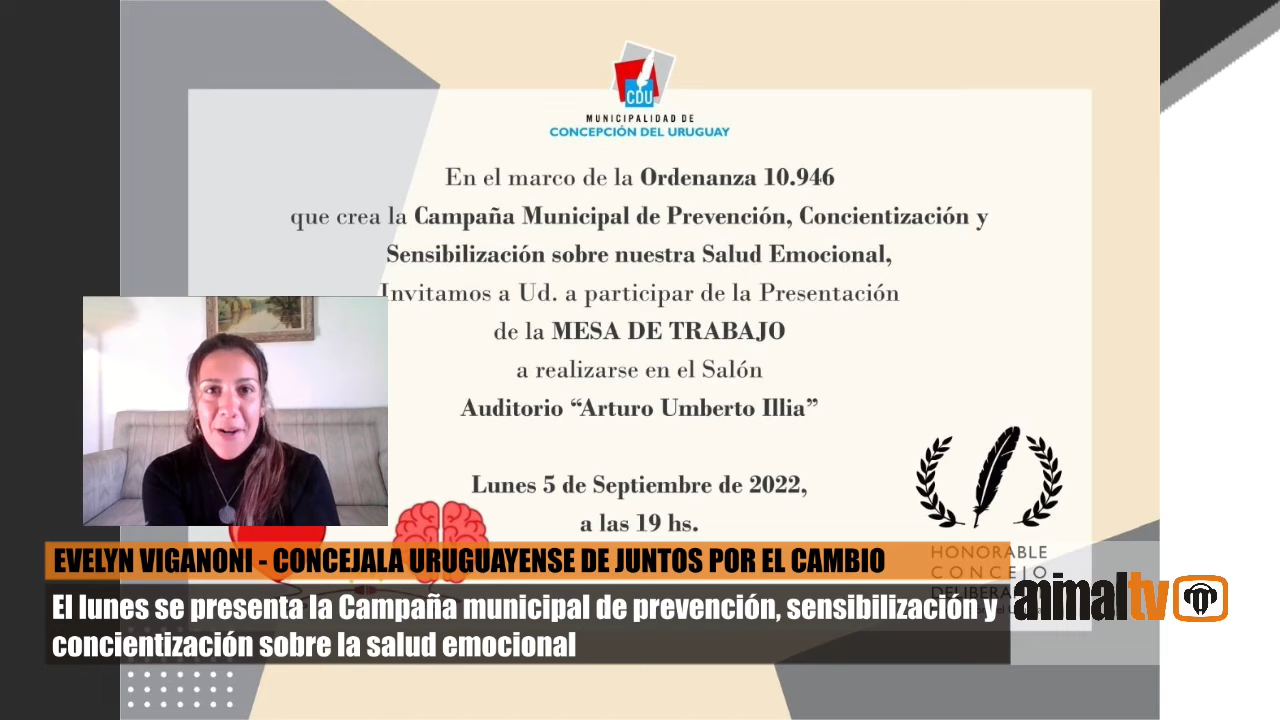 CDU
MUNICIPALIDAD DE
CONCEPCIÓN DEL URUGUAY
En el marco de la Ordenanza 10.946
que crea la Campaña Municipal de Prevención, Concientización y
Sensibilización sobre nuestra Salud Emocional,
Invitamos a Ud. a participar de la Presentación
de la MESA DE TRABAJO
a realizarse en el Salón
Auditorio “Arturo Umberto Illia”
Lunes 5 de Septiembre de 2022,
a las 19 hs.
HONORABLE
CONCEJO
EVELYN VIGANONI - CONCEJALA URUGUAYENSE DE JUNTOS POR EL CAMBIO
El lunes se presenta la Campaña municipal de prevención, sensibilización y
concientización sobre la salud emocional
animaltv